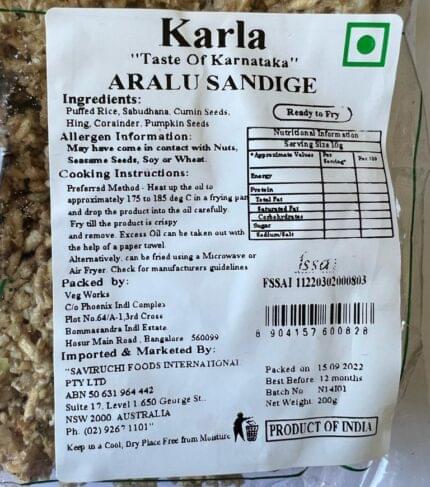 Karla
"Taste Of Karnataka"
ARALU SANDIGE
Ingredients:
Puffed Rice, Sabudhana, Cumin Seeds,
Hing, Corainder, Pumpkin Seeds
Ready to Fry
Allergen Information:
May have come in contact with Nuts,
Seasame Seeds, Soy or Wheat.
Cooking Instructions:
Preferred Method - Heat up the oil to
approximately 175 to 185 deg C in a frying pan
and drop the product into the oil carefully.
Fry till the product is crispy
and remove. Excess Oil can be taken out with
the help of a paper towel.
Alternatively, can be fried using a Microwave or
Air Fryer. Check for manufacturers guidelines
Nutritional Information
Serving Size 10g
*Approximate Values Per Serving* Per 100
Energy
Protein
Total Fat
Saturated Fat
Carbohydrates
Sugar
Sodium/Salt
fssai
FSSAI 11220302000803
8 904157 600828
Packed by:
Veg Works
C/o Phoenix Indl Complex
Plot No.64/A-1,3rd Cross
Bommasandra Indl Estate
Hosur Main Road, Bangalore 560099
Imported & Marketed By:
"SAVIRUCHI FOODS INTERNATIONAL
PTY LTD
ABN 50 631 964 442
Suite 17, Level 1 650 George St..
NSW 2000 AUSTRALIA
Ph. (02) 9267 1101"
Keep in a Cool, Dry Place Free from Moisture
Packed on 15 09 2022
Best Before 12 months
Batch No N14I01
Net Weight 200g
PRODUCT OF INDIA